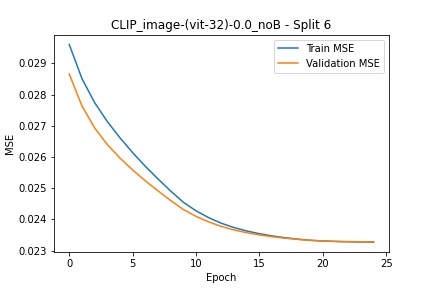 CLIP_image-(vit-32)-0.0_noB - Split 6
Train MSE
Validation MSE
0.029
0.028
0.027
0.026
0.025
0.024
0.023
MSE
0
5
10
15
20
25
Epoch